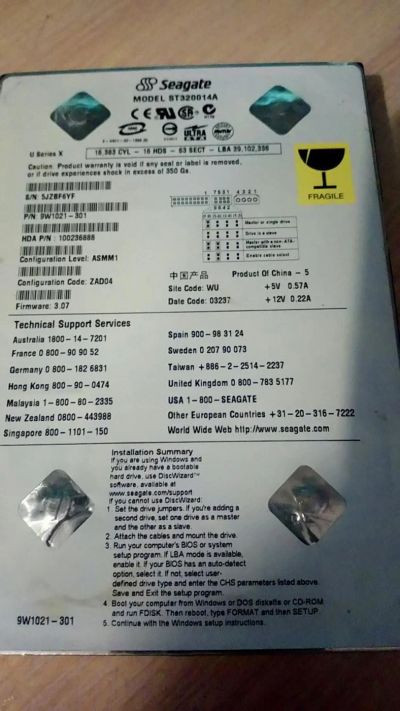 Seagate
MODEL ST320014A
U Series X
16,383 CYL - 16 HDS - 63 SECT - LBA 39,102,336
Caution: Product warranty is void if any seal or label is removed,
or if drive experiences shock in excess of 350 Gs.
FRAGILE
S/N: 5JZBF6YF
P/N: 9W1021-301
HDA P/N: 100236886
Configuration Level: ASMM1
Configuration Code: ZAD04
Firmware: 3.07
Master or single drive
Drive is a slave
Master with a non-ATA-
compatible slave
Enable cable select
中国产品 Product Of China - 5
Site Code: WU +5V 0.57A
Date Code: 03237 +12V 0.22A
Technical Support Services
Australia 1800-14-7201
France 0 800-90 90 52
Germany 0 800-182 6831
Hong Kong 800-90-0474
Malaysia 1-800-80-2335
New Zealand 0800-443988
Singapore 800-1101-150
Spain 900-98 31 24
Sweden 0 207 90 073
Taiwan +886-2-2514-2237
United Kingdom 0 800-783 5177
USA 1-800-SEAGATE
Other European Countries +31-20-316-7222
World Wide Web http://www.seagate.com
Installation Summary
If you are using Windows and
you already have a bootable
hard drive, use DiscWizard™
software, available at
www.seagate.com/support
If you cannot use DiscWizard:
1. Set the drive jumpers. If you're adding a
second drive, set one drive as a master
and the other as a slave.
2. Attach the cables and mount the drive.
3. Run your computer's BIOS or system
setup program. If LBA mode is available,
enable it. If your BIOS has an auto-detect
option, select it. If not, select user-
defined drive type and enter the CHS parameters listed above.
Save and Exit the setup program.
4. Boot your computer from Windows or DOS diskette or CD-ROM
and run FDISK. Then reboot, type FORMAT and then SETUP.
5. Continue with the Windows setup instructions.
9W1021-301